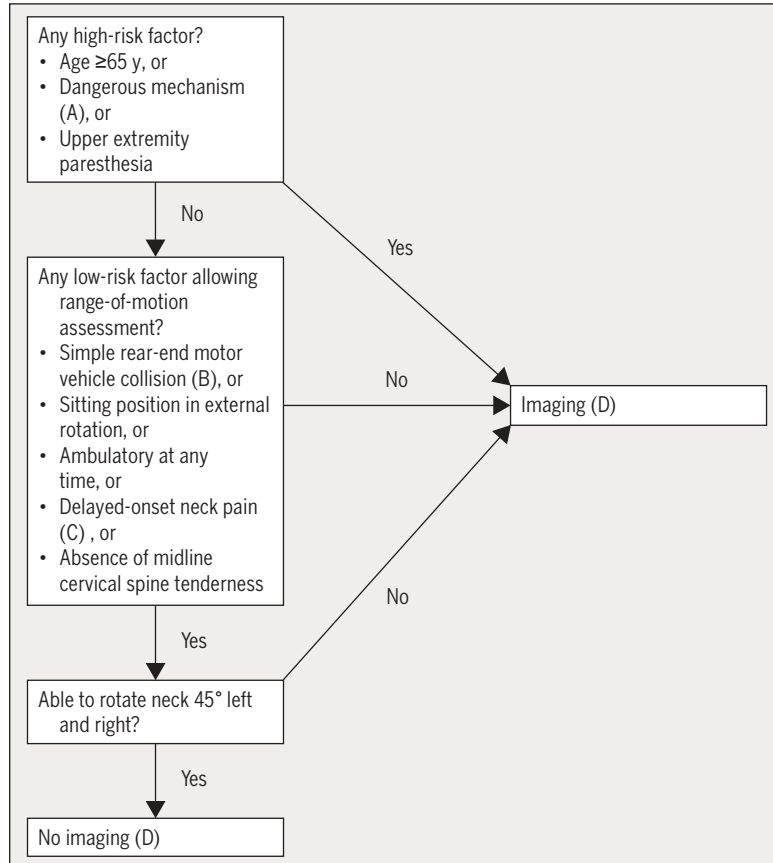 Any high-risk factor?
• Age ≥65 y, or
• Dangerous mechanism
(A), or
• Upper extremity
paresthesia
No
Yes
Any low-risk factor allowing
range-of-motion
assessment?
• Simple rear-end motor
vehicle collision (B), or
• Sitting position in external
rotation, or
• Ambulatory at any
time, or
• Delayed-onset neck pain
(C) , or
• Absence of midline
cervical spine tenderness
No
Imaging (D)
No
Yes
Able to rotate neck 45° left
and right?
Yes
No imaging (D)